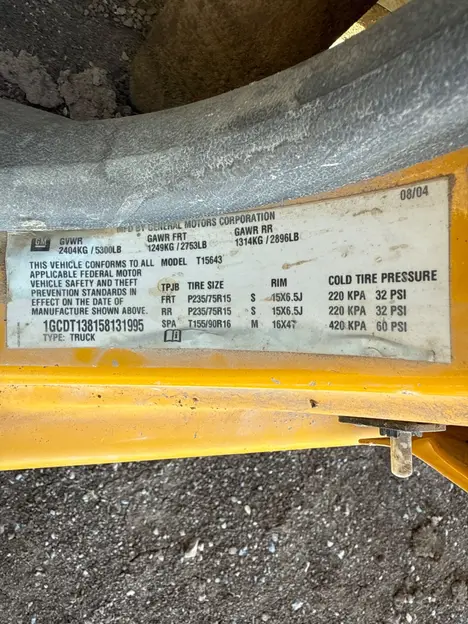 08/04
MFD BY GENERAL MOTORS CORPORATION
GM GVWR GAWR FRT GAWR RR
2404KG / 5300LB 1249KG / 2753LB 1314KG / 2896LB
THIS VEHICLE CONFORMS TO ALL MODEL T15643
APPLICABLE FEDERAL MOTOR
VEHICLE SAFETY AND THEFT TPJB TIRE SIZE RIM COLD TIRE PRESSURE
PREVENTION STANDARDS IN FRT P235/75R15 S 15X6.5J 220 KPA 32 PSI
EFFECT ON THE DATE OF RR P235/75R15 S 15X6.5J 220 KPA 32 PSI
MANUFACTURE SHOWN ABOVE. SPA T155/90R16 M 16X4T 420 KPA 60 PSI
1GCDT138158131995
TYPE: TRUCK